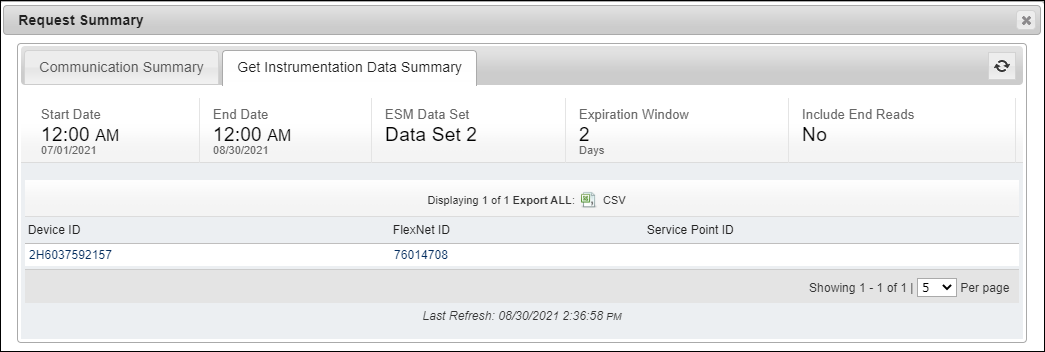 Request Summary
Communication Summary Get Instrumentation Data Summary
Start Date End Date ESM Data Set Expiration Window Include End Reads
12:00 AM 12:00 AM Data Set 2 2 No
07/01/2021 08/30/2021 Days
Displaying 1 of 1 Export ALL: CSV
Device ID FlexNet ID Service Point ID
2H6037592157 76014708
Showing 1 - 1 of 1 | 5 Per page
Last Refresh: 08/30/2021 2:36:58 PM